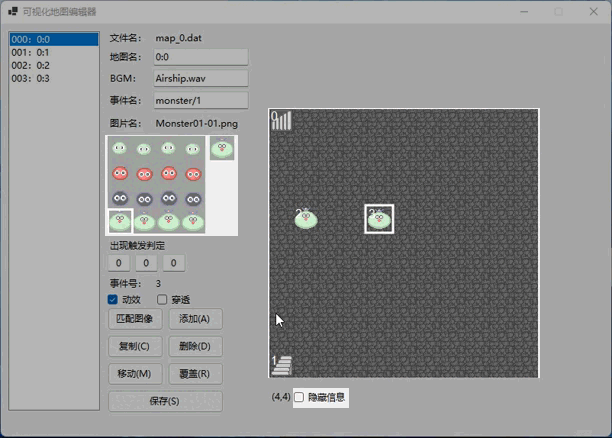 可视化地图编辑器
000: 0:0
001: 0:1
002: 0:2
003: 0:3
文件名: map_0.dat
地图名: 0:0
BGM: Airship.wav
事件名: monster/1
图片名: Monster01-01.png
出现触发判定
0 0 0
事件号: 3
动效 穿透
匹配图像 添加(A)
复制(C) 删除(D)
移动(M) 覆盖(R)
保存(S)
0
1
(4,4) 隐藏信息